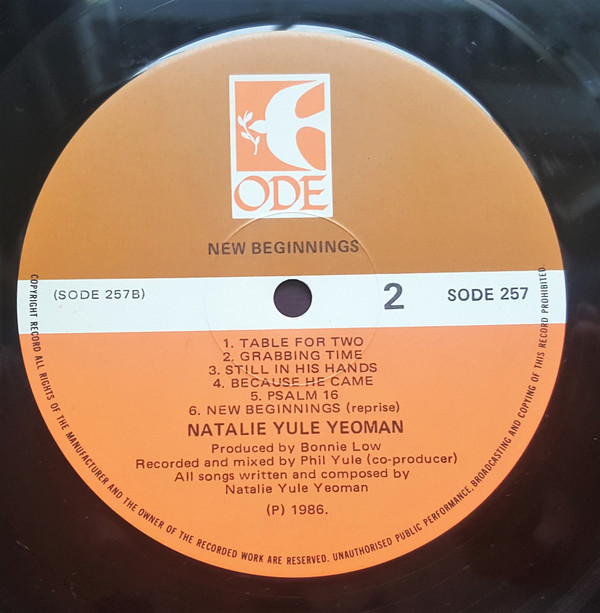 ODE
NEW BEGINNINGS
(SODE 257B)
2
SODE 257
1. TABLE FOR TWO
2. GRABBING TIME
3. STILL IN HIS HANDS
4. BECAUSE HE CAME
5. PSALM 16
6. NEW BEGINNINGS (reprise)
NATALIE YULE YEOMAN
Produced by Bonnie Low
Recorded and mixed by Phil Yule (co-producer)
All songs written and composed by
Natalie Yule Yeoman
(P) 1986.
COPYRIGHT RECORD ALL RIGHTS OF THE MANUFACTURER AND THE OWNER OF THE RECORDED WORK ARE RESERVED. UNAUTHORISED PUBLIC PERFORMANCE, BROADCASTING AND COPYING OF THIS RECORD PROHIBITED.